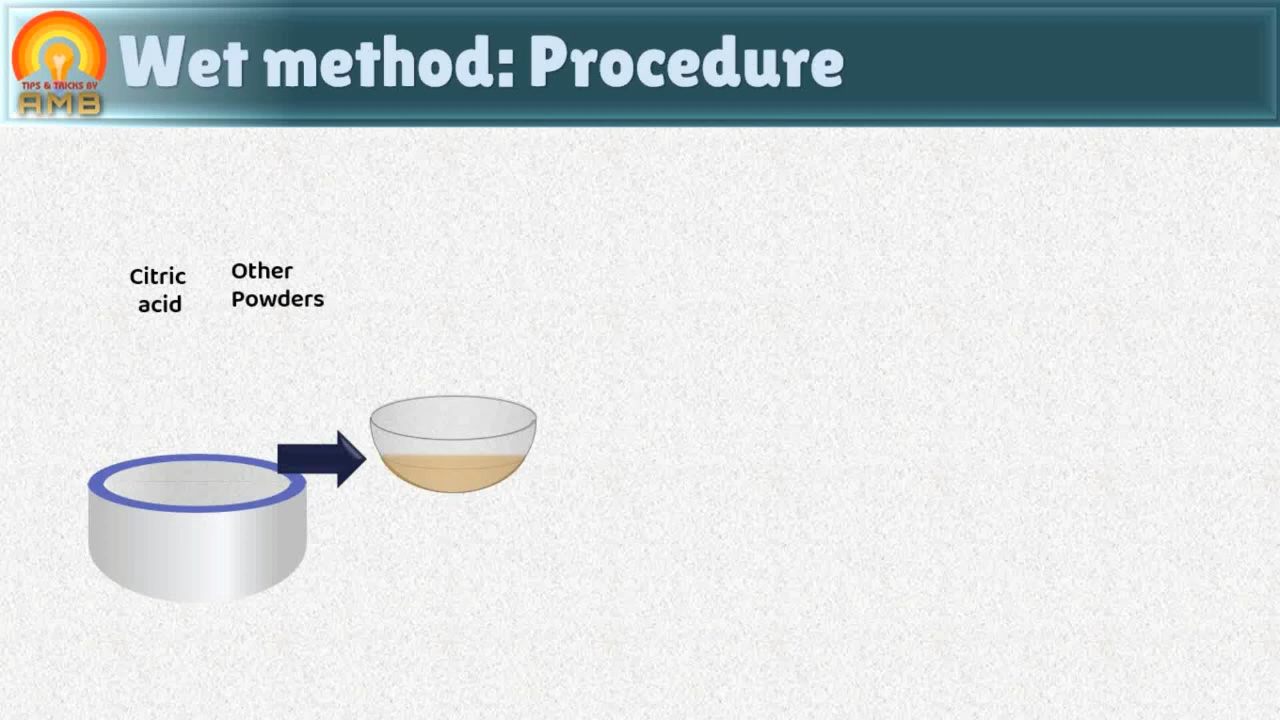 Wet method: Procedure
TIPS & TRICKS BY
AMB
Citric
acid
Other
Powders